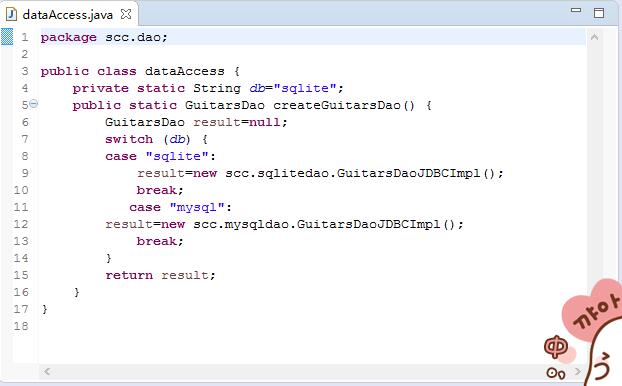 dataAccess.java
1 package scc.dao;
2
3 public class dataAccess {
4     private static String db="sqlite";
5     public static GuitarsDao createGuitarsDao() {
6         GuitarsDao result=null;
7         switch (db) {
8         case "sqlite":
9             result=new scc.sqlitedao.GuitarsDaoJDBCImpl();
10             break;
11            case "mysql":
12         result=new scc.mysqldao.GuitarsDaoJDBCImpl();
13             break;
14         }
15         return result;
16     }
17 }
18
꺄아
中